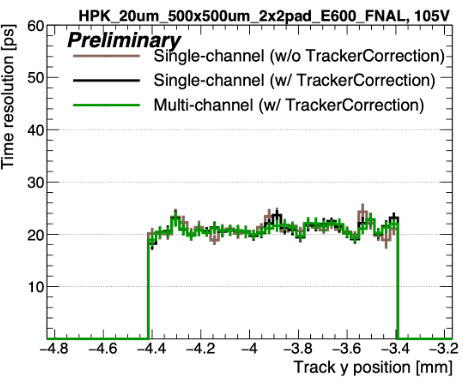 HPK_20um_500x500um_2x2pad_E600_FNAL, 105V
Time resolution [ps]
Preliminary
Single-channel (w/o TrackerCorrection)
Single-channel (w/ TrackerCorrection)
Multi-channel (w/ TrackerCorrection)
60
50
40
30
20
10
−4.8 −4.6 −4.4 −4.2 −4 −3.8 −3.6 −3.4 −3.2
Track y position [mm]